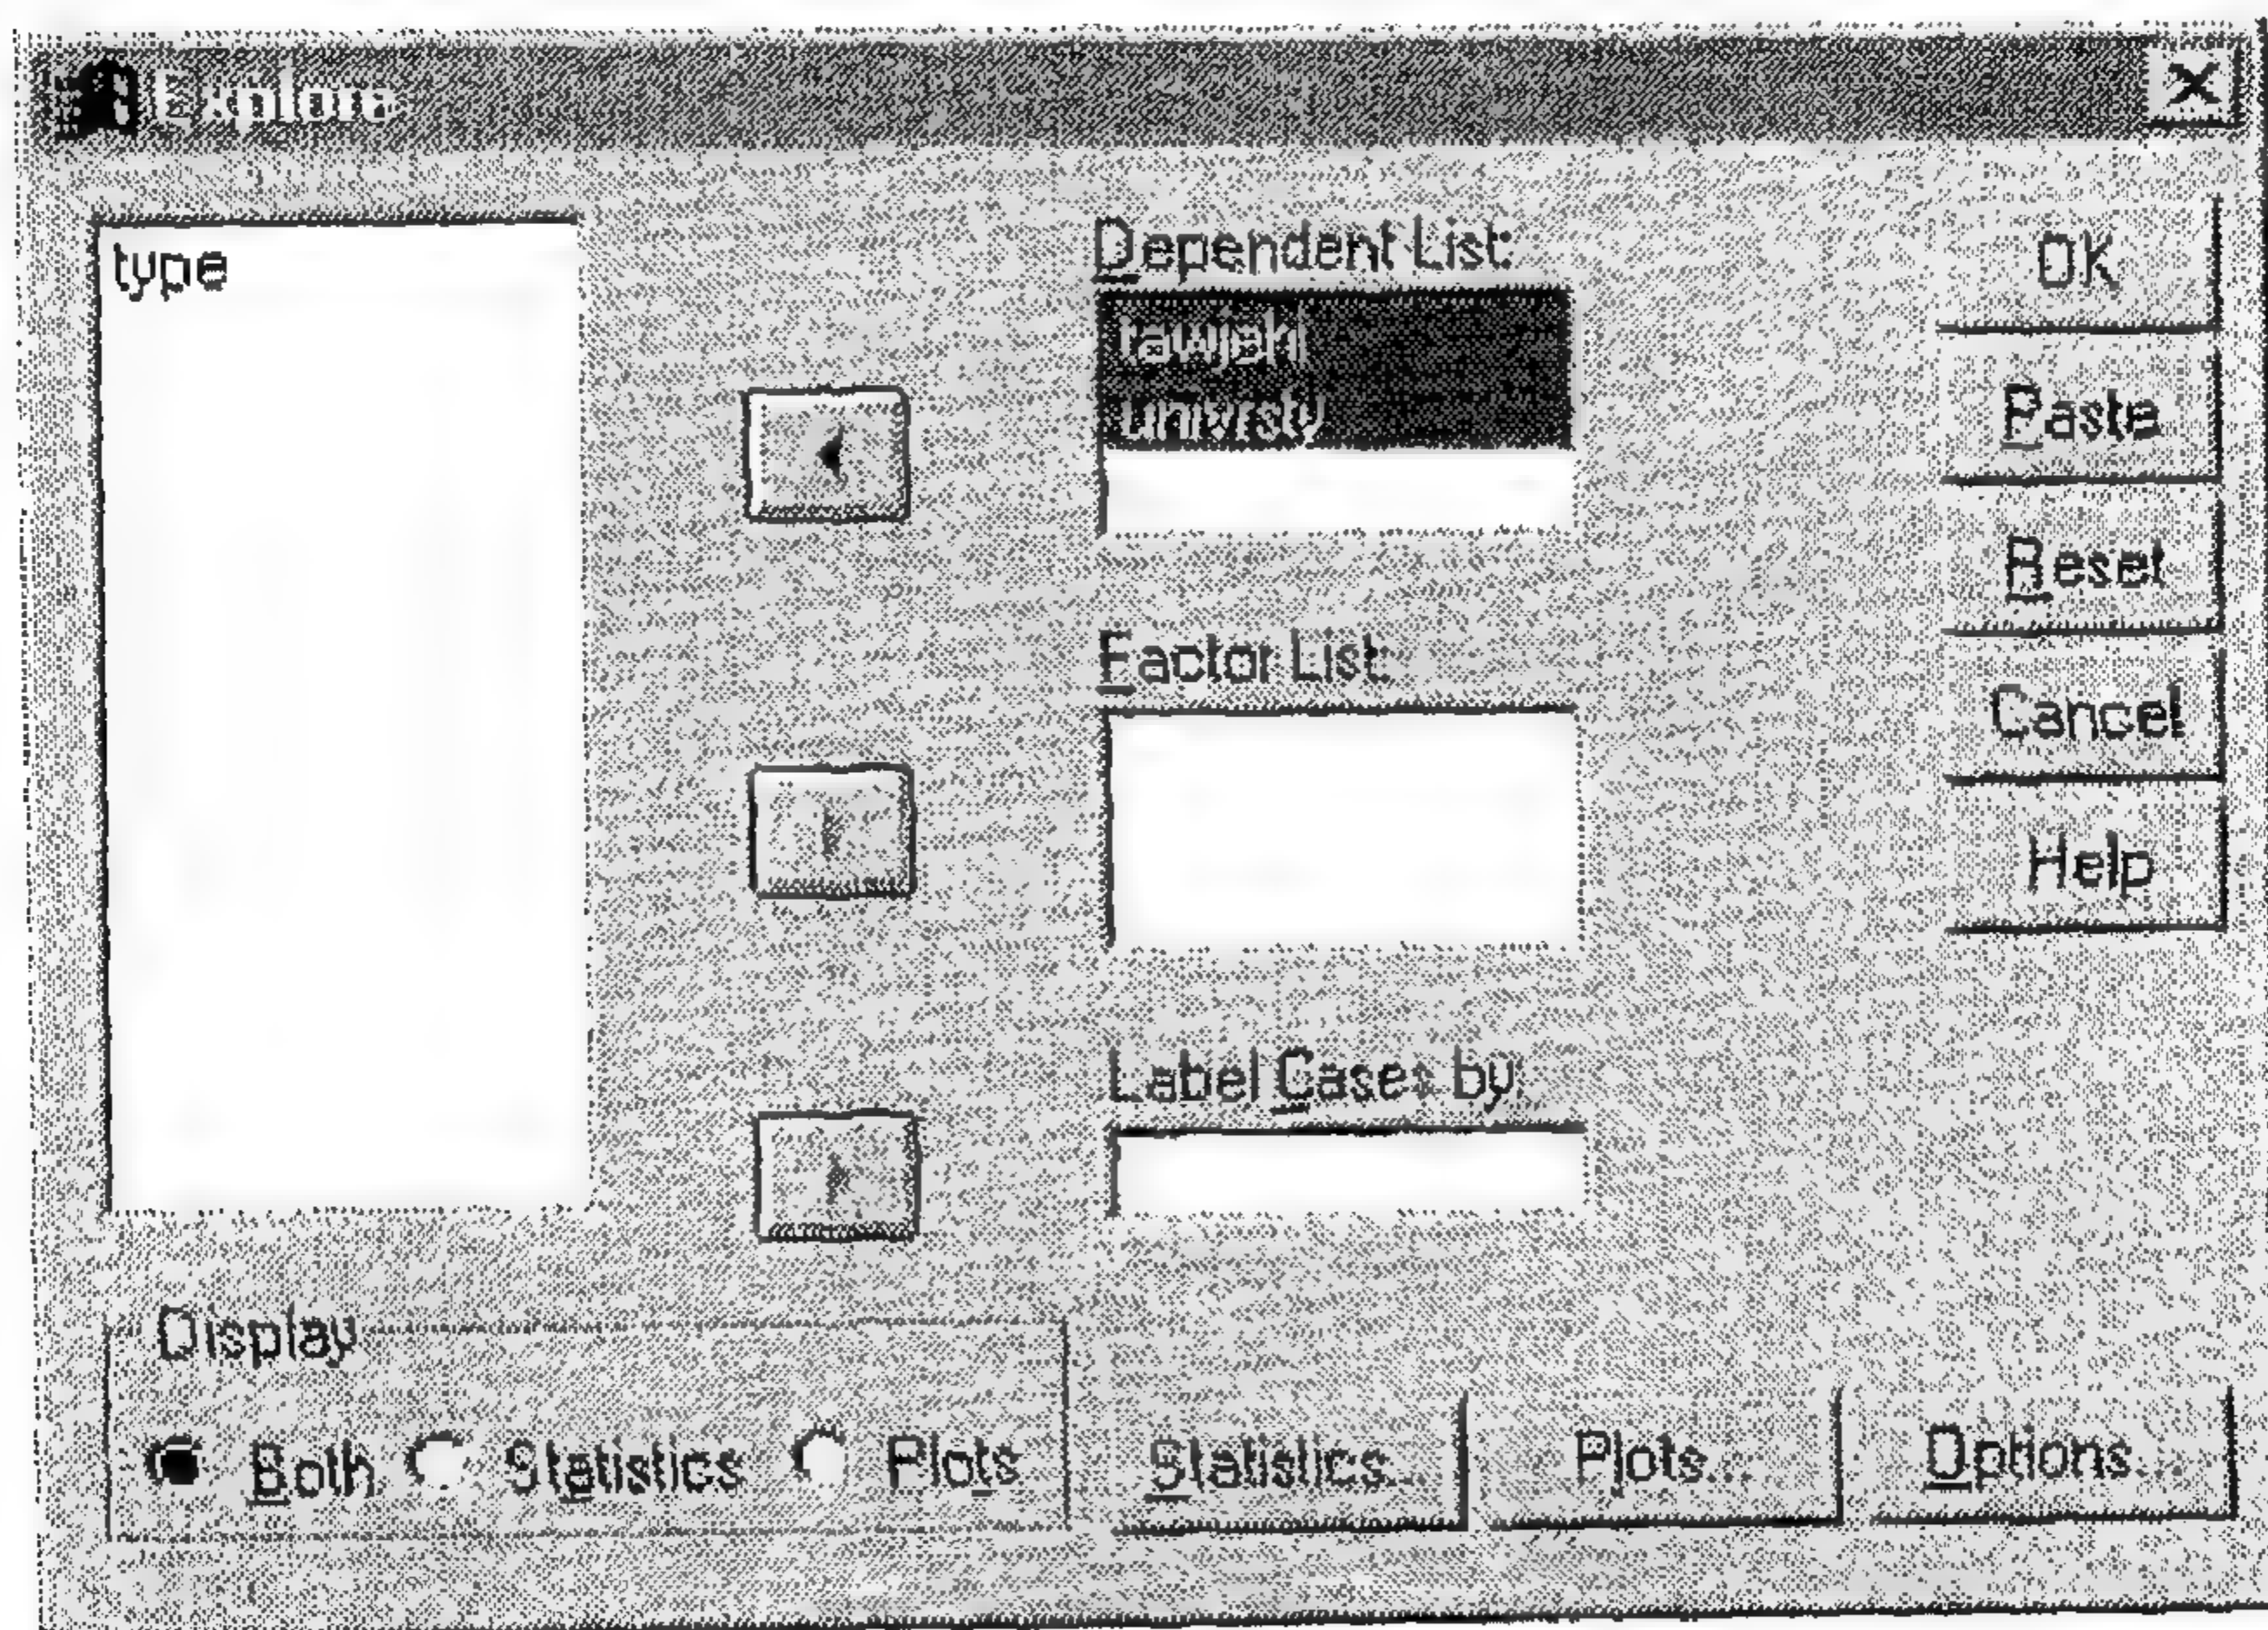 Explore
type
Dependent List:
tawjehi
univrsty
Factor List:
Label Cases by:
OK
Paste
Reset
Cancel
Help
Display
Both Statistics Plots
Statistics... Plots... Options...